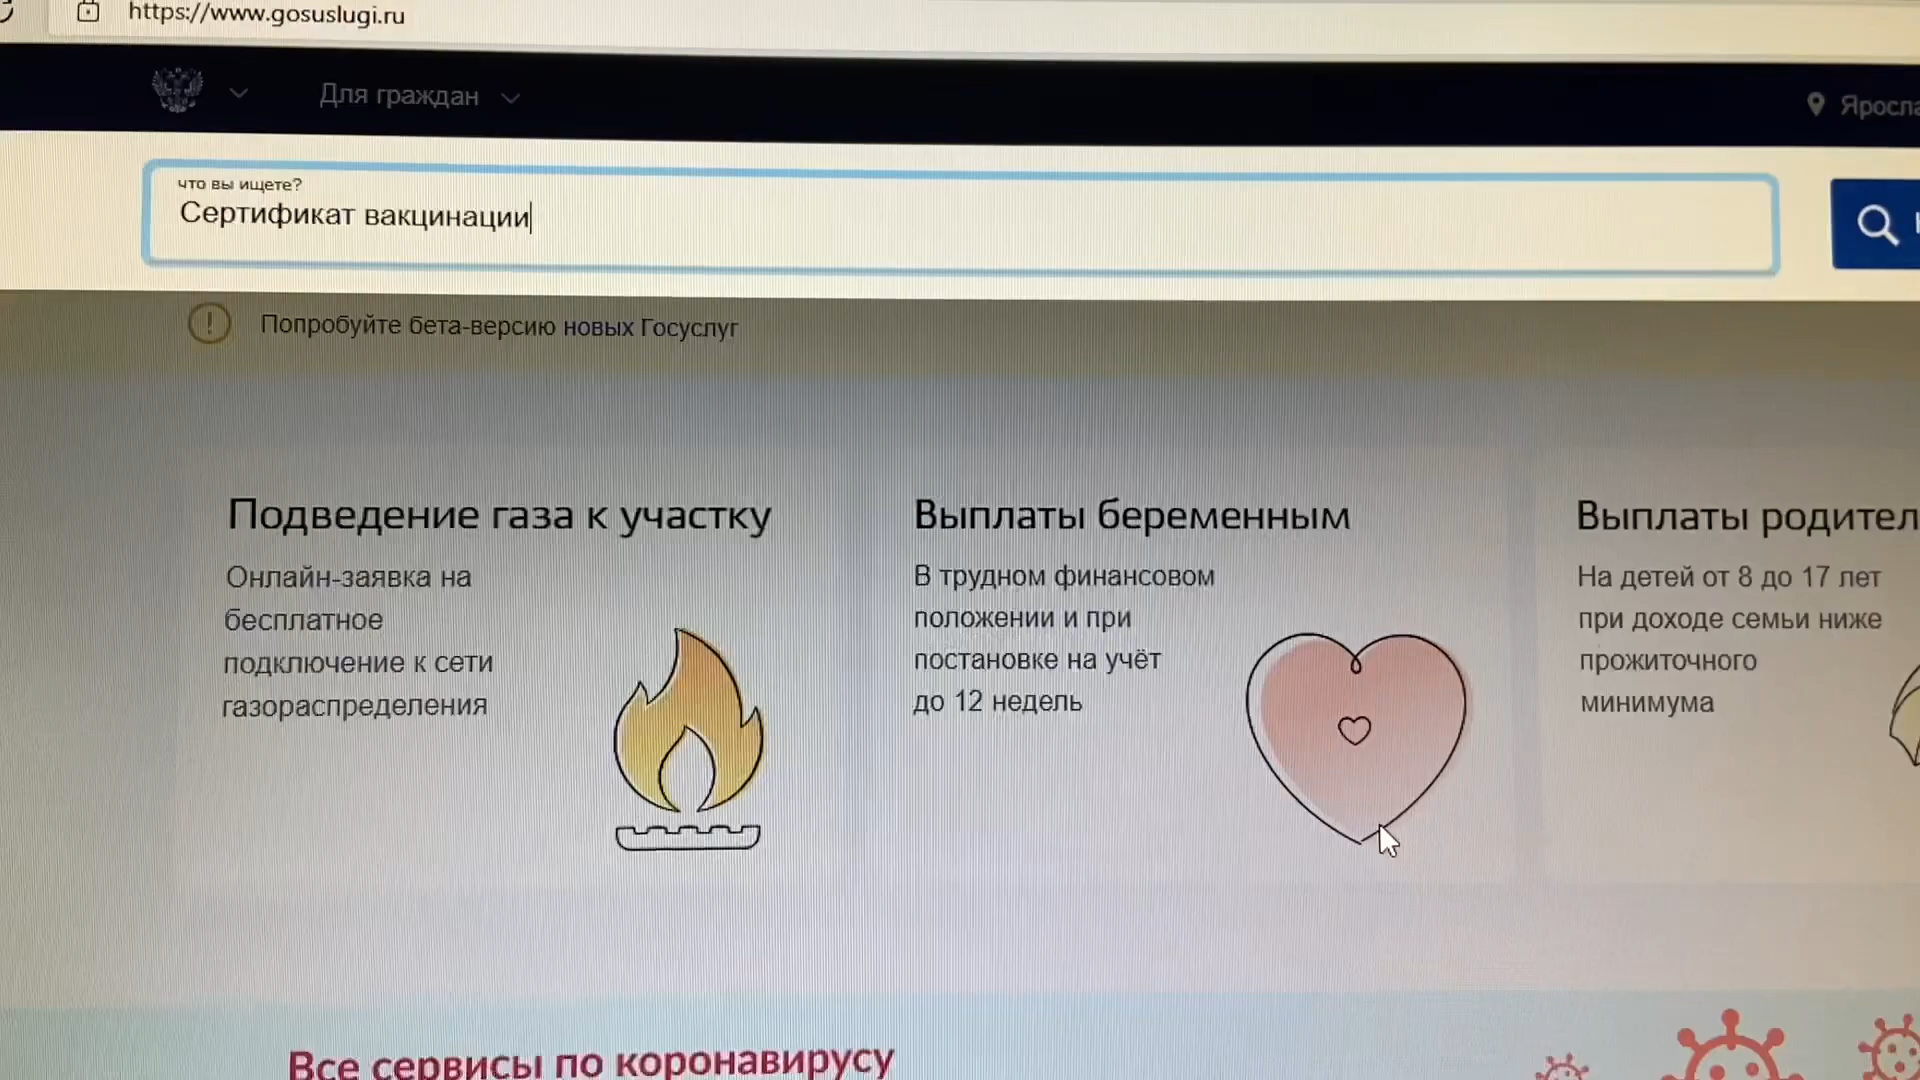 https://www.gosuslugi.ru
Для граждан
что вы ищете?
Сертификат вакцинации
Попробуйте бета-версию новых Госуслуг
Подведение газа к участку
Онлайн-заявка на
бесплатное
подключение к сети
газораспределения
Выплаты беременным
В трудном финансовом
положении и при
постановке на учёт
до 12 недель
На детей от 8 до 17 лет
при доходе семьи ниже
прожиточного
минимума
Выплаты
Все сервисы по коронавирусу